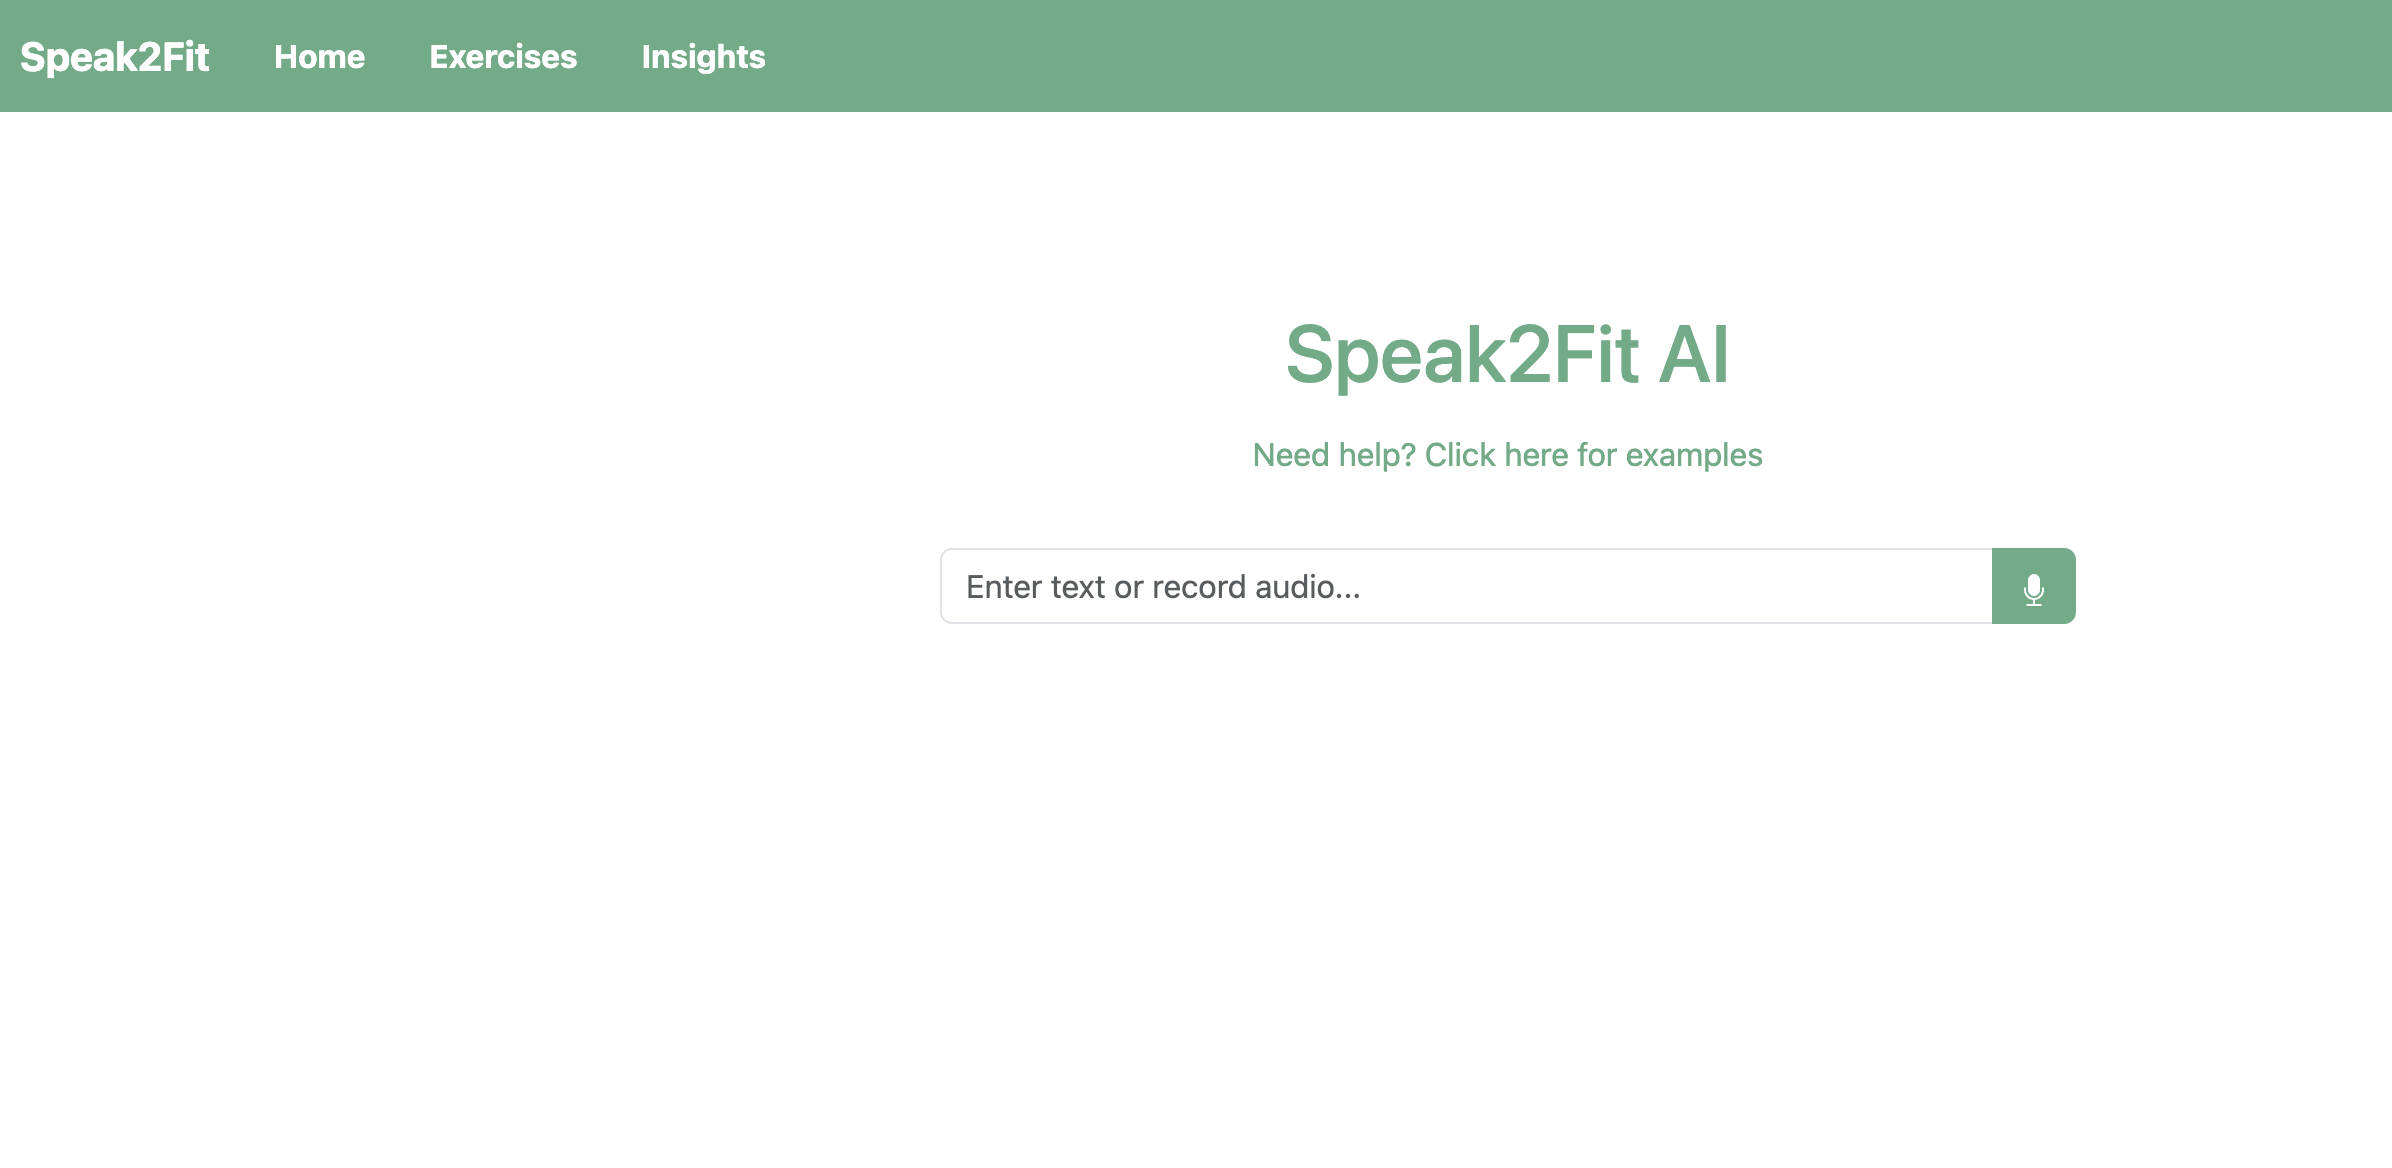 Speak2Fit Home Exercises Insights
Speak2Fit AI
Need help? Click here for examples
Enter text or record audio...